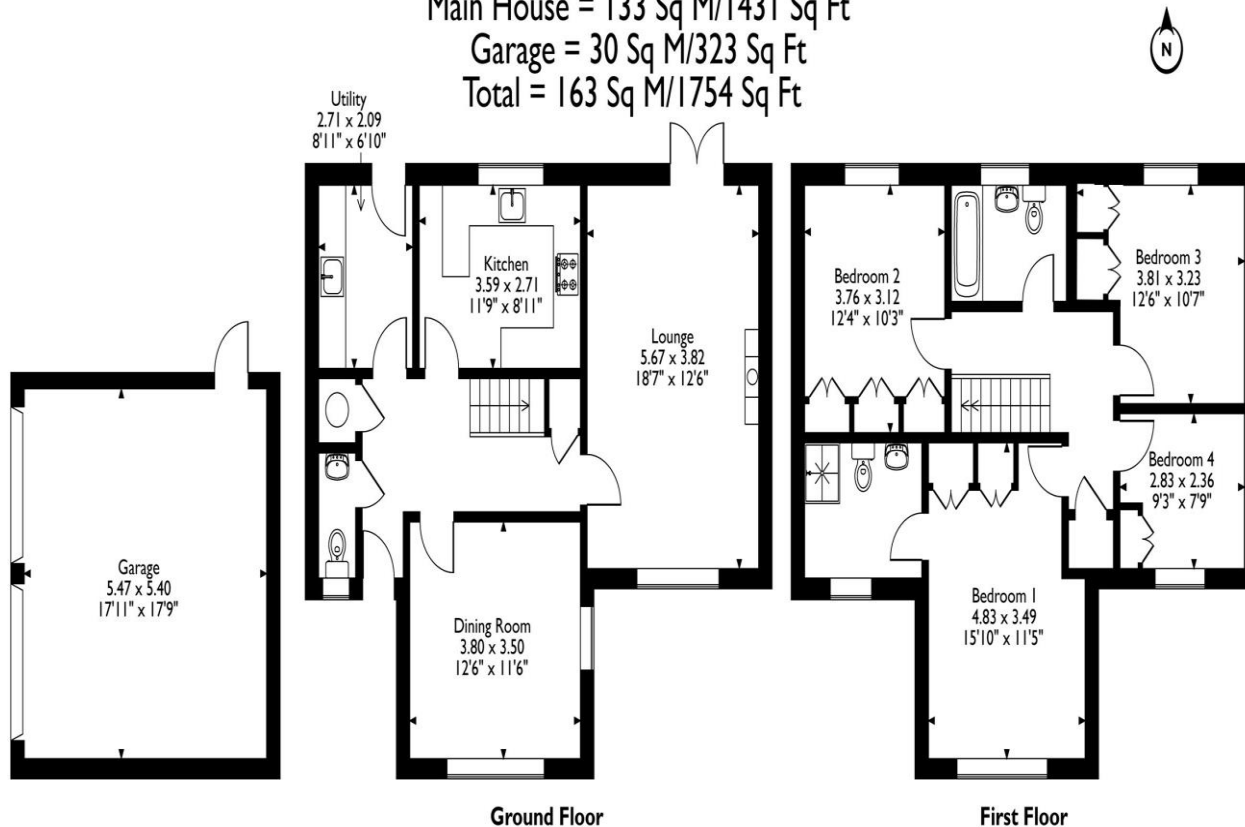 Main House = 133 Sq M/1431 Sq Ft
Garage = 30 Sq M/323 Sq Ft
Total = 163 Sq M/1754 Sq Ft
N
Utility
2.71 x 2.09
8'11" x 6'10"
Kitchen
3.59 x 2.71
11'9" x 8'11"
Lounge
5.67 x 3.82
18'7" x 12'6"
Garage
5.47 x 5.40
17'11" x 17'9"
Dining Room
3.80 x 3.50
12'6" x 11'6"
Bedroom 2
3.76 x 3.12
12'4" x 10'3"
Bedroom 3
3.81 x 3.23
12'6" x 10'7"
Bedroom 4
2.83 x 2.36
9'3" x 7'9"
Bedroom 1
4.83 x 3.49
15'10" x 11'5"
Ground Floor
First Floor